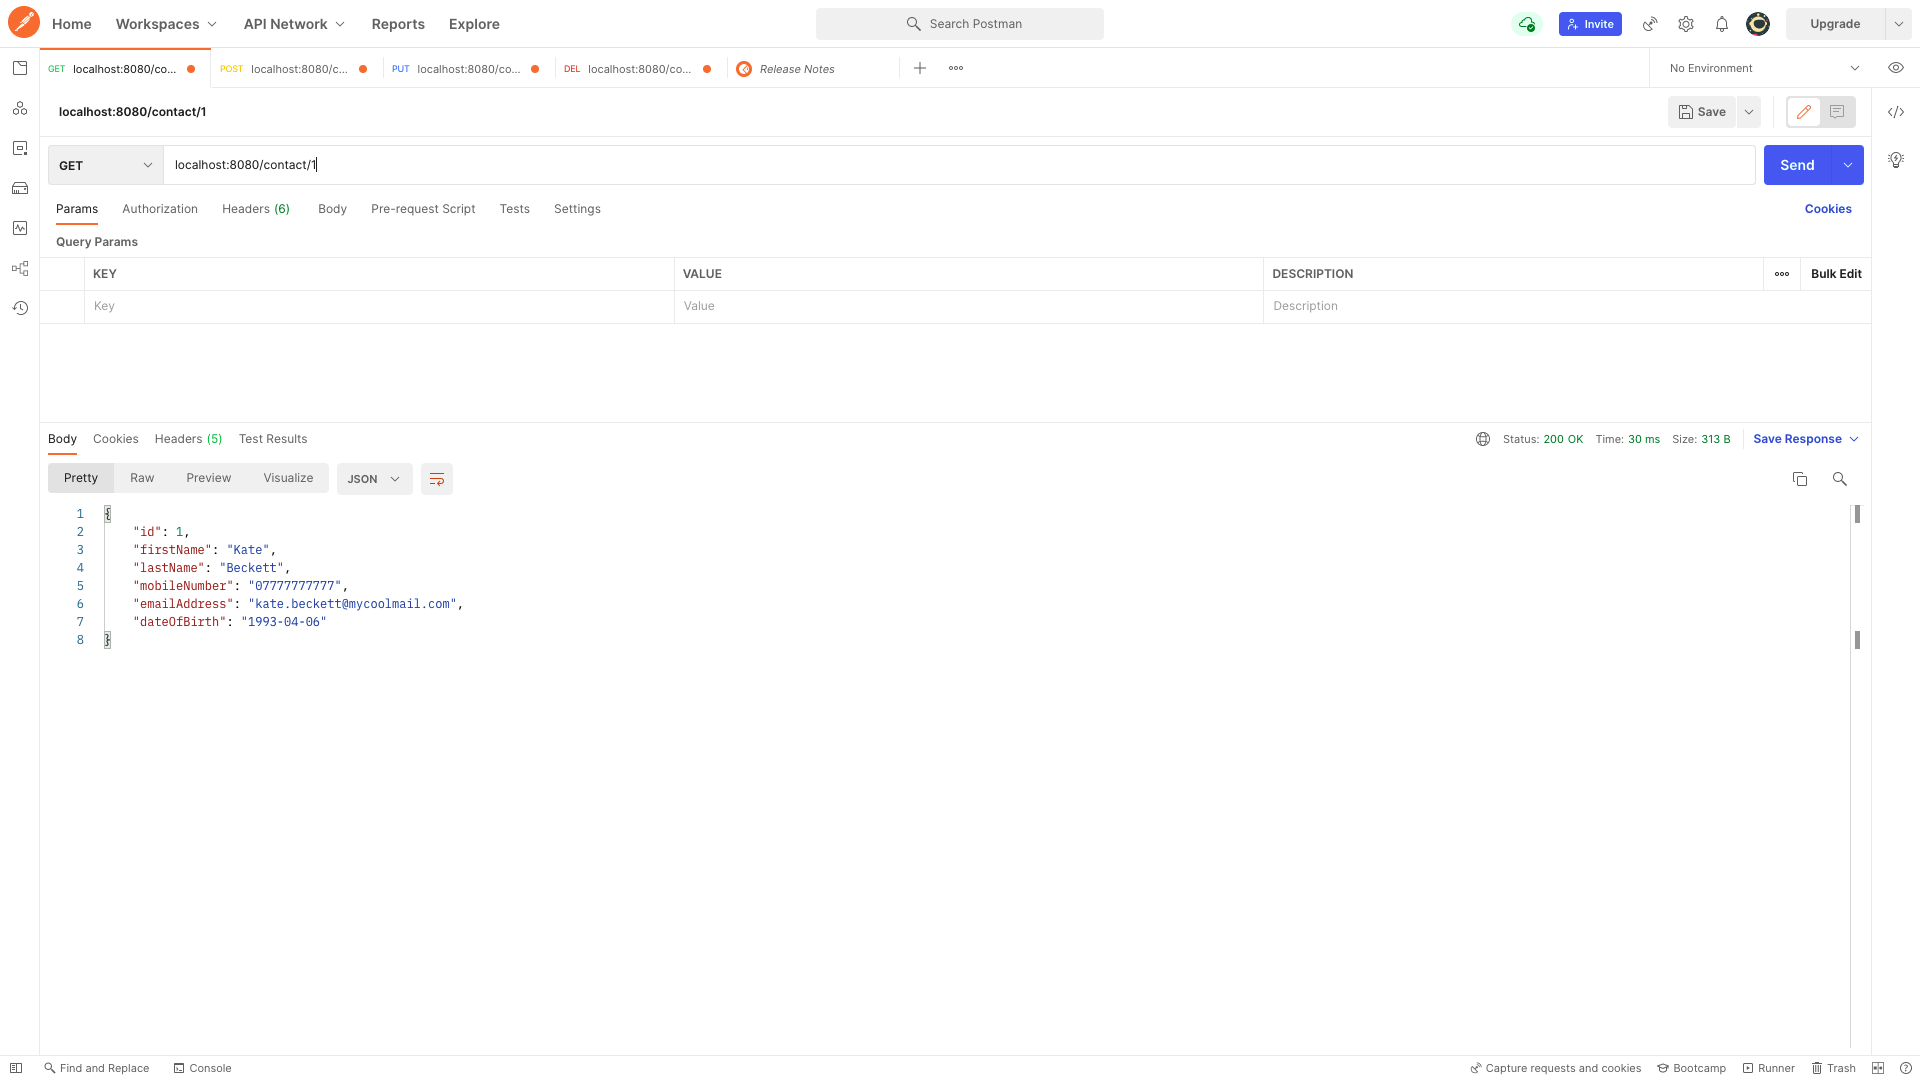 Home Workspaces API Network Reports Explore Search Postman Invite Upgrade
GET localhost:8080/co... POST localhost:8080/c... PUT localhost:8080/co... DEL localhost:8080/co... Release Notes No Environment
localhost:8080/contact/1 Save
GET localhost:8080/contact/1 Send
Params Authorization Headers (6) Body Pre-request Script Tests Settings Cookies
Query Params
KEY VALUE DESCRIPTION Bulk Edit
Key Value Description
Body Cookies Headers (5) Test Results Status: 200 OK Time: 30 ms Size: 313 B Save Response
Pretty Raw Preview Visualize JSON
1 {
2 "id": 1,
3 "firstName": "Kate",
4 "lastName": "Beckett",
5 "mobileNumber": "07777777777",
6 "emailAddress": "kate.beckett@mycoolmail.com",
7 "dateOfBirth": "1993-04-06"
8 }
Find and Replace Console Capture requests and cookies Bootcamp Runner Trash